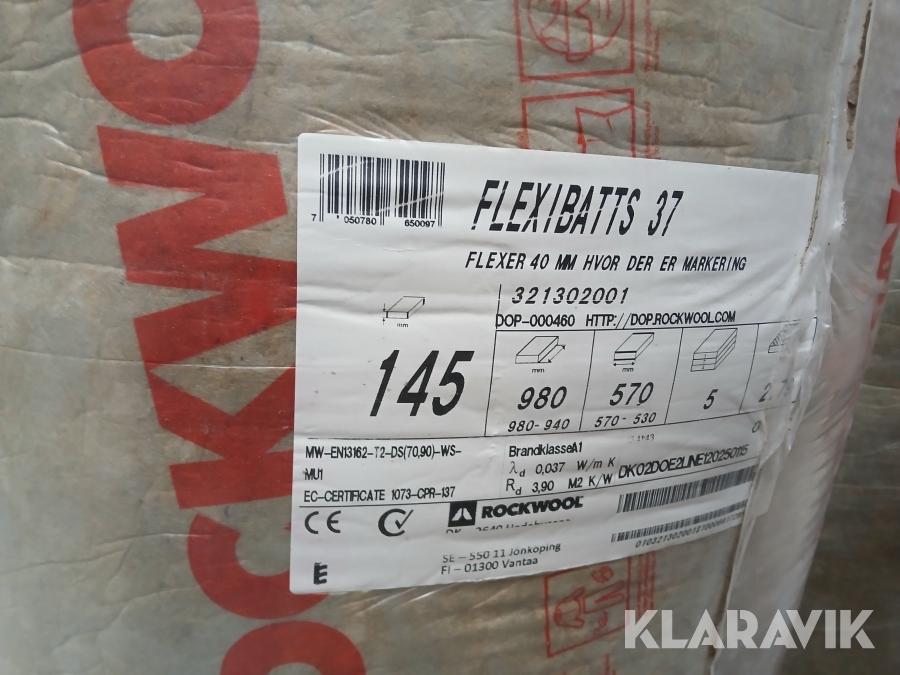 ROCKWO
7 050780 650097
FLEXIBATTS 37
FLEXER 40 MM HVOR DER ER MARKERING
321302001
DOP-000460 HTTP://DOP.ROCKWOOL.COM
mm
145
mm
980
980-940
mm
570
570-530
5
MW-EN13162-T2-DS(70,90)-WS-
MU1
EC-CERTIFICATE 1073-CPR-137
BrandklasseA1
λd 0,037 W/m K
Rd 3,90 M2 K/W
DK02DOE2LINE120250115
CE
ROCKWOOL
SE – 550 11 Jönköping
FI – 01300 Vantaa
E
KLARAVIK